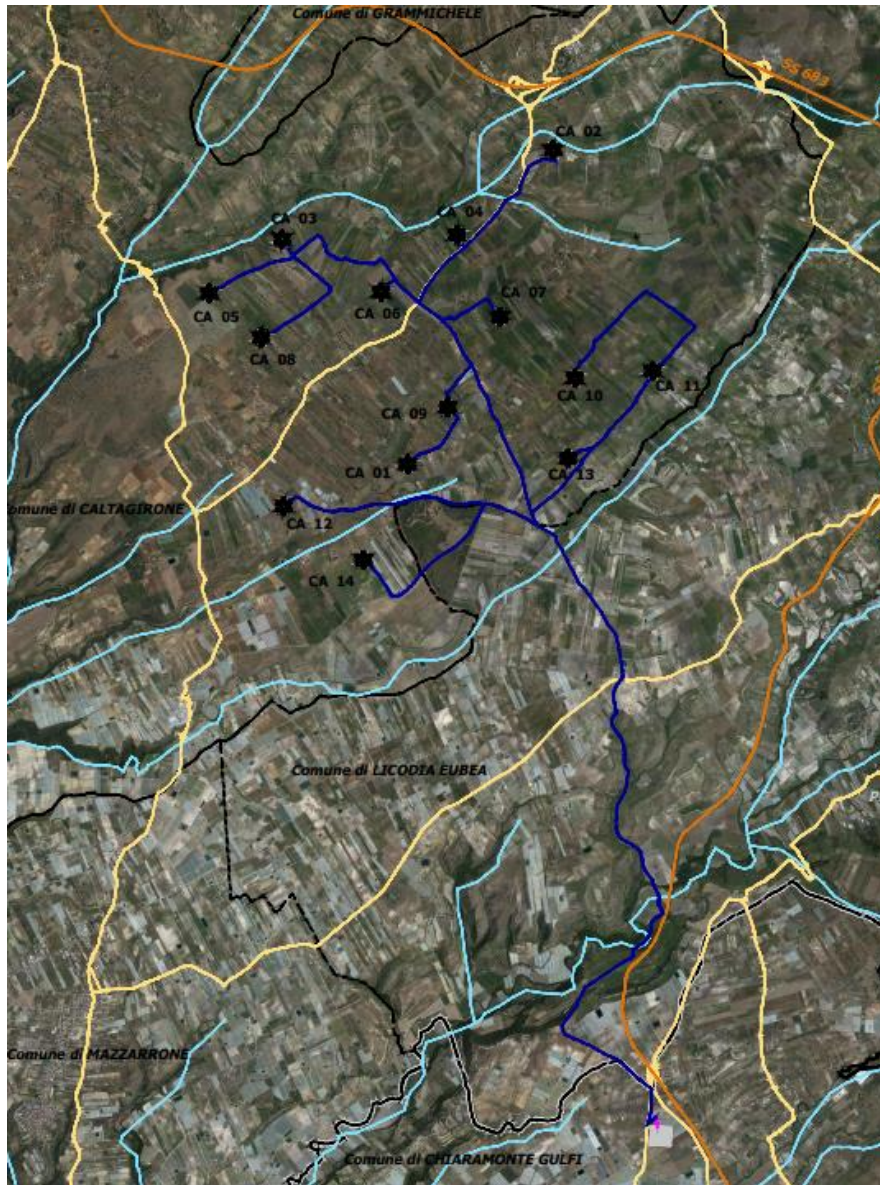 Comune di GRAMMICHELE
SS 683
CA 02
CA 03
CA 04
CA 05
CA 06
CA 07
CA 08
CA 10
CA 11
CA 09
CA 01
CA 13
omune di CALTAGIRONE
CA 12
CA 14
Comune di LICODIA EUBEA
P
Comune di MAZZARRONE
Comune di CHIARAMONTE GULFI